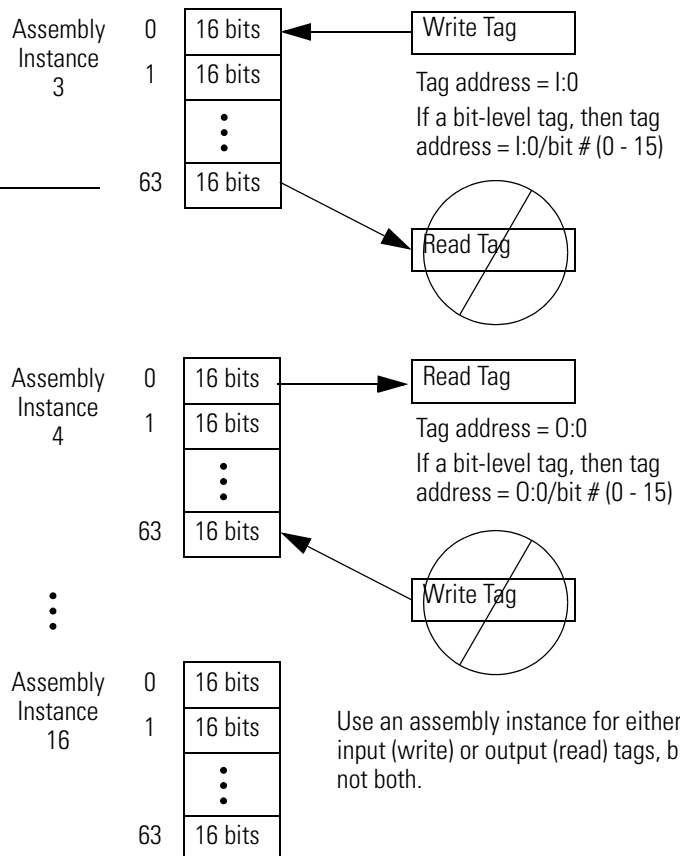 Assembly
Instance
3
0 16 bits
1 16 bits
63 16 bits
Write Tag
Tag address = I:0
If a bit-level tag, then tag
address = I:0/bit # (0 - 15)
Read Tag
Assembly
Instance
4
0 16 bits
1 16 bits
63 16 bits
Read Tag
Tag address = O:0
If a bit-level tag, then tag
address = O:0/bit # (0 - 15)
Write Tag
Assembly
Instance
16
0 16 bits
1 16 bits
63 16 bits
Use an assembly instance for either
input (write) or output (read) tags, b
not both.